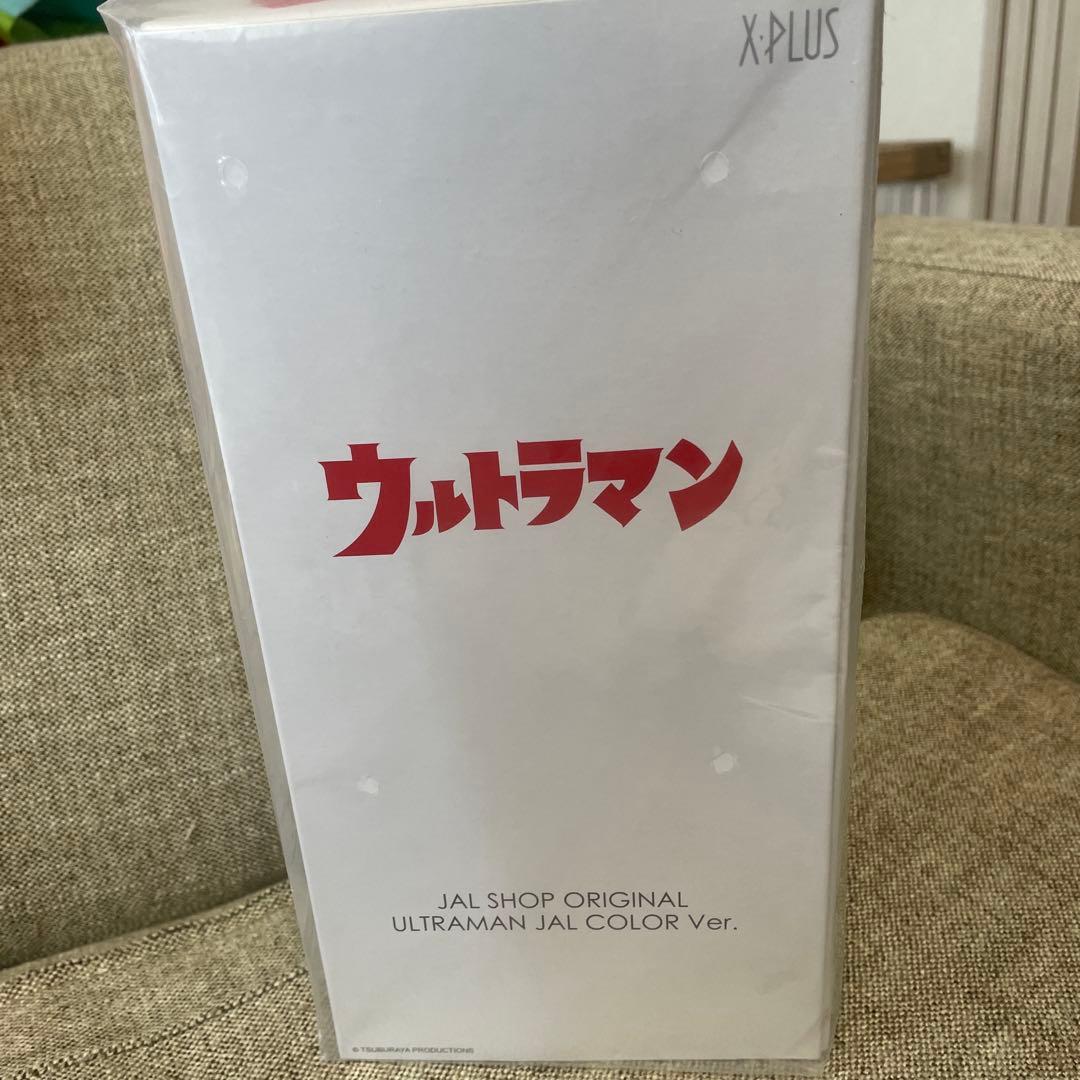 X·PLUS
ウルトラマン
JAL SHOP ORIGINAL
ULTRAMAN JAL COLOR Ver.
© TSUBURAYA PRODUCTIONS